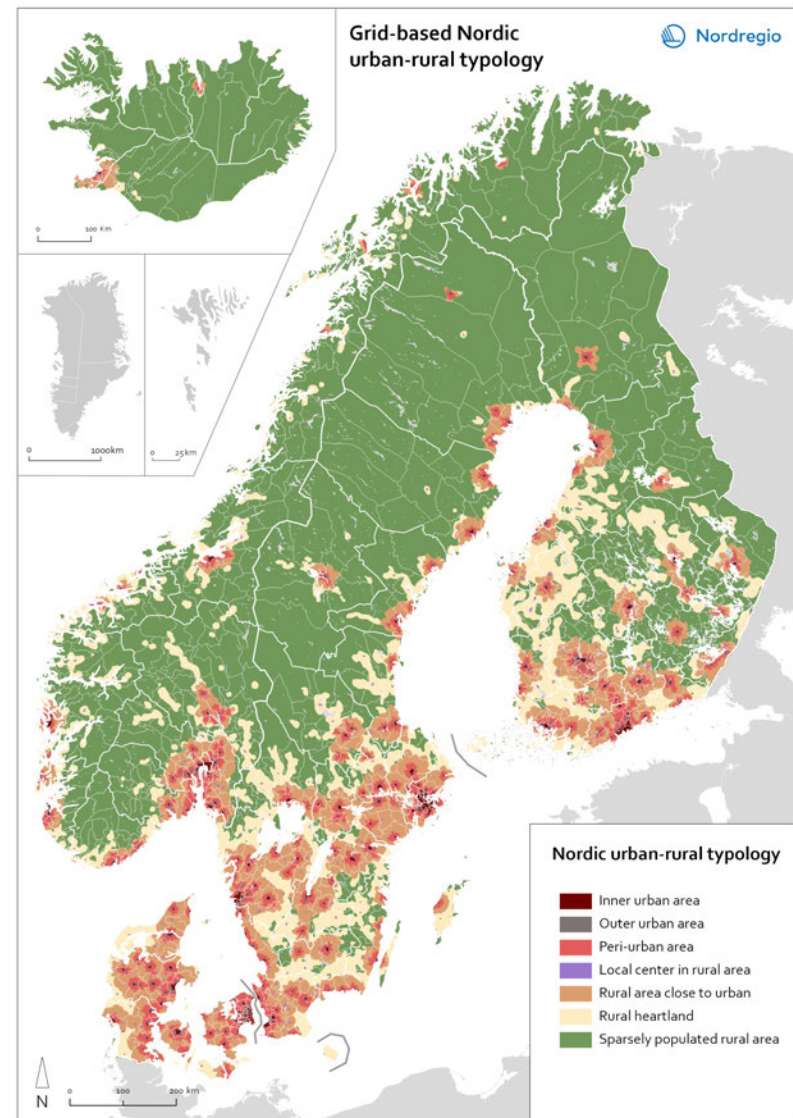 Grid-based Nordic
urban-rural typology
Nordregio
0 100 km
0 1000km
0 25 km
Nordic urban-rural typology
Inner urban area
Outer urban area
Peri-urban area
Local center in rural area
Rural area close to urban
Rural heartland
Sparsely populated rural area
N
0 100 200 km